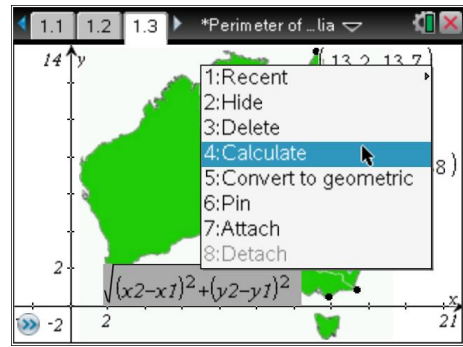 1.1 1.2 1.3 *Perimeter of ...lia
14 y
(13.2, 13.7)
1:Recent
2:Hide
3:Delete
4:Calculate
8)
5:Convert to geometric
6:Pin
7:Attach
8:Detach
2
√((x2-x1)²+(y2-y1)²)
x
-2 2 21